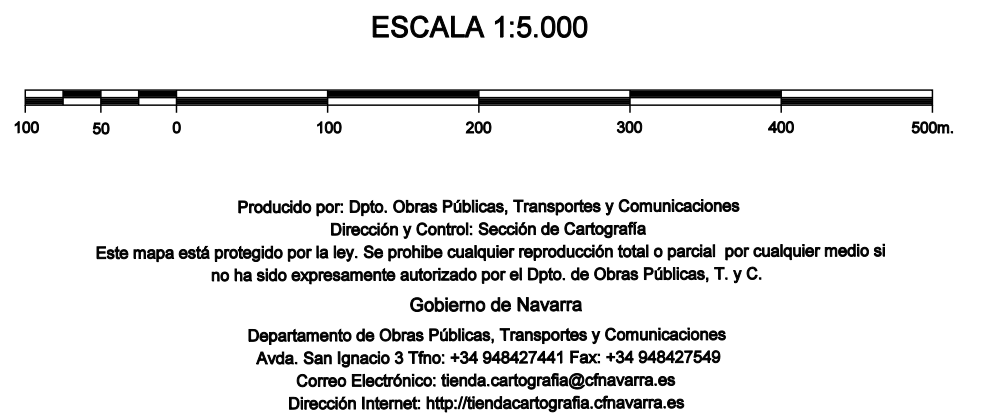 ESCALA 1:5.000
100 50 0 100 200 300 400 500m.
Producido por: Dpto. Obras Públicas, Transportes y Comunicaciones
Dirección y Control: Sección de Cartografía
Este mapa está protegido por la ley. Se prohibe cualquier reproducción total o parcial por cualquier medio si
no ha sido expresamente autorizado por el Dpto. de Obras Públicas, T. y C.
Gobierno de Navarra
Departamento de Obras Públicas, Transportes y Comunicaciones
Avda. San Ignacio 3 Tfno: +34 948427441 Fax: +34 948427549
Correo Electrónico: tienda.cartografia@cfnavarra.es
Dirección Internet: http://tiendacartografia.cfnavarra.es